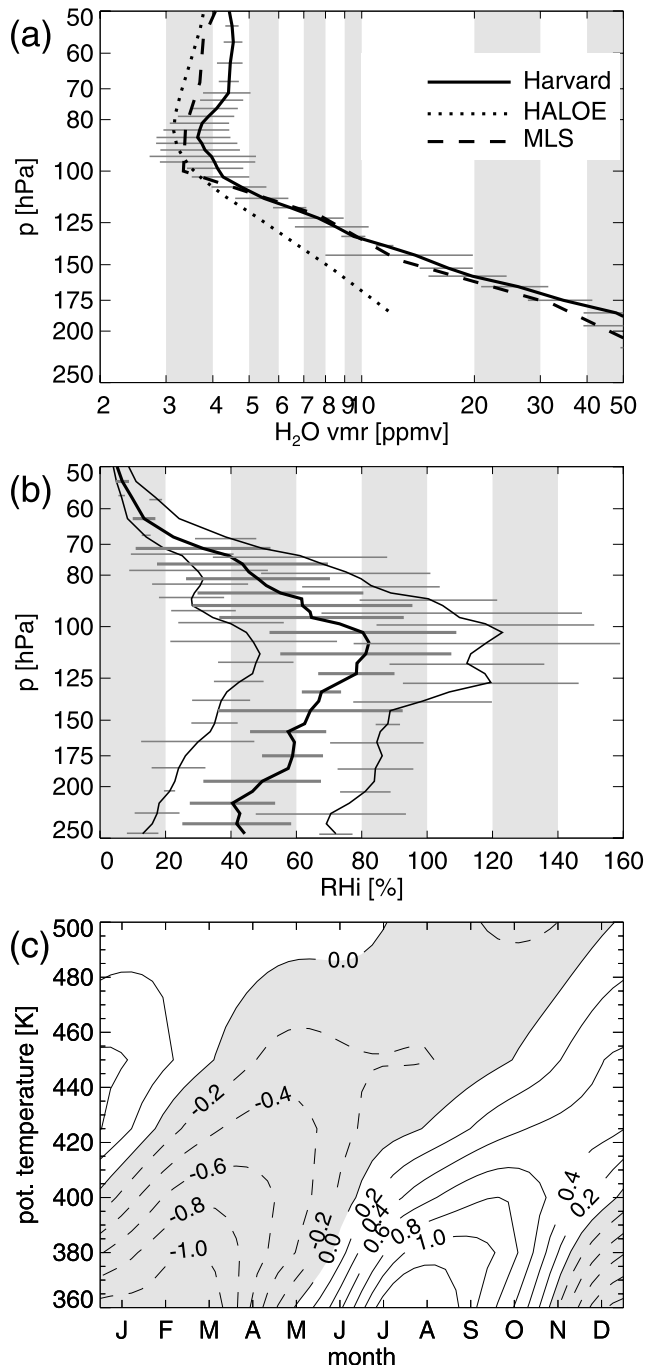 (a)
50
60
70
80
100
125
150
175
200
250
p [hPa]
Harvard
HALOE
MLS
2 3 4 5 6 7 8 9 10 20 30 40 50
H₂O vmr [ppmv]
(b)
50
60
70
80
100
125
150
175
200
250
p [hPa]
0 20 40 60 80 100 120 140 160
RHi [%]
(c)
500
480
460
440
420
400
380
360
pot. temperature [K]
0.0
-0.2
-0.4
-0.6
-0.8
-1.0
-0.2
0.0
0.2
0.4
0.6
0.8
1.0
0.4
0.2
J F M A M J J A S O N D
month